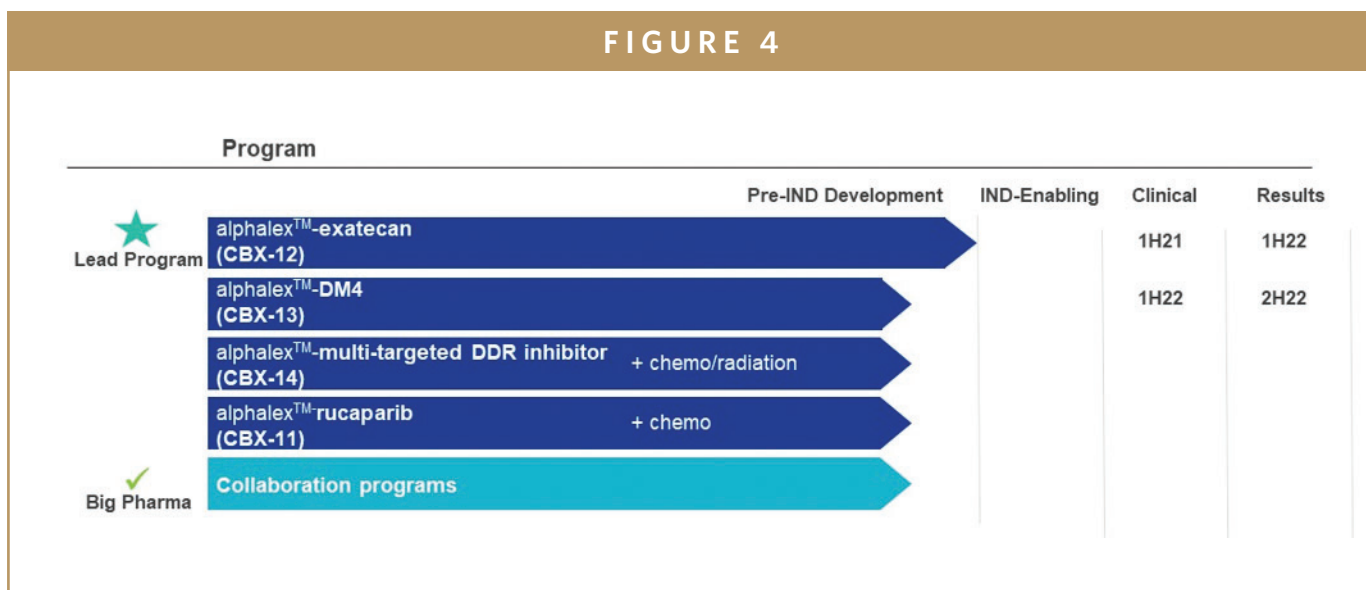 FIGURE 4
Program
Pre-IND Development IND-Enabling Clinical Results
Lead Program
alphalex™-exatecan
(CBX-12)
1H21 1H22
alphalex™-DM4
(CBX-13)
1H22 2H22
alphalex™-multi-targeted DDR inhibitor + chemo/radiation
(CBX-14)
alphalex™-rucaparib + chemo
(CBX-11)
Big Pharma
Collaboration programs